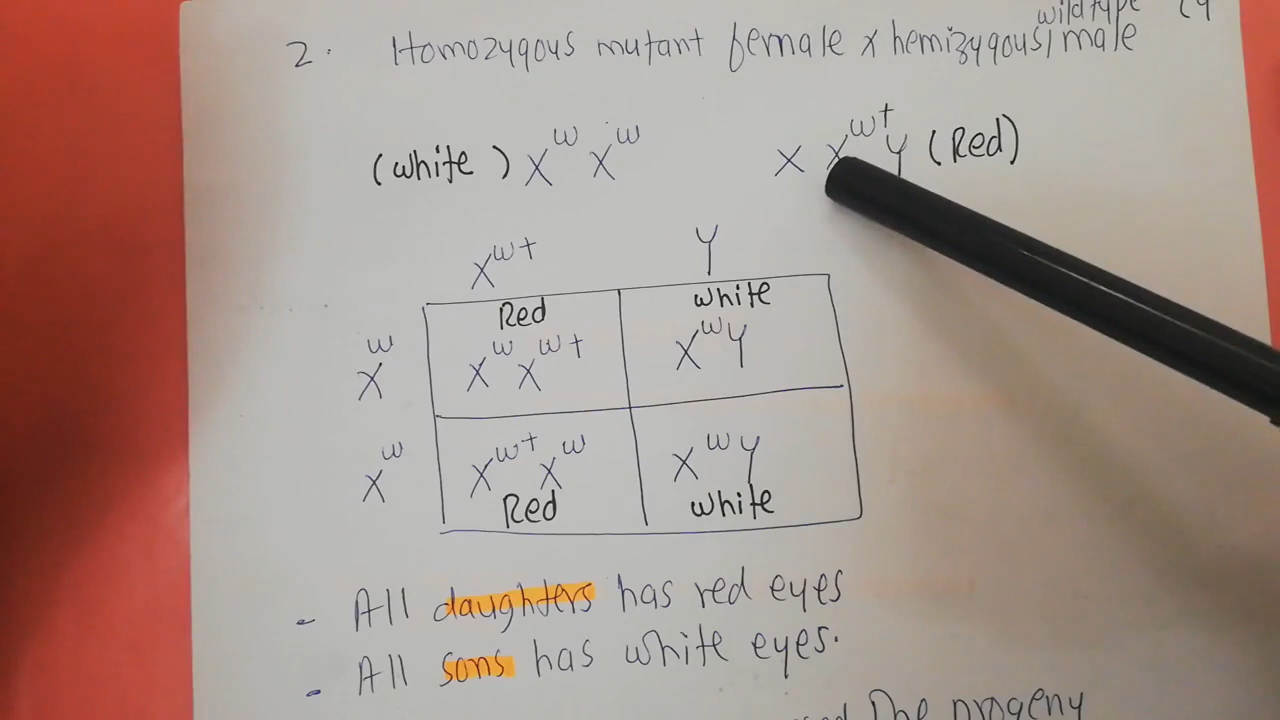 wild type
2. Homozygous mutant female x hemizygous/male
(white) X^w X^w x X^w+ Y (Red)
X^w+ Y
Red white
X^w X^w X^w+ X^w Y
X^w X^w+ X^w X^w Y
Red white
- All daughters has red eyes
- All sons has white eyes.
The progeny